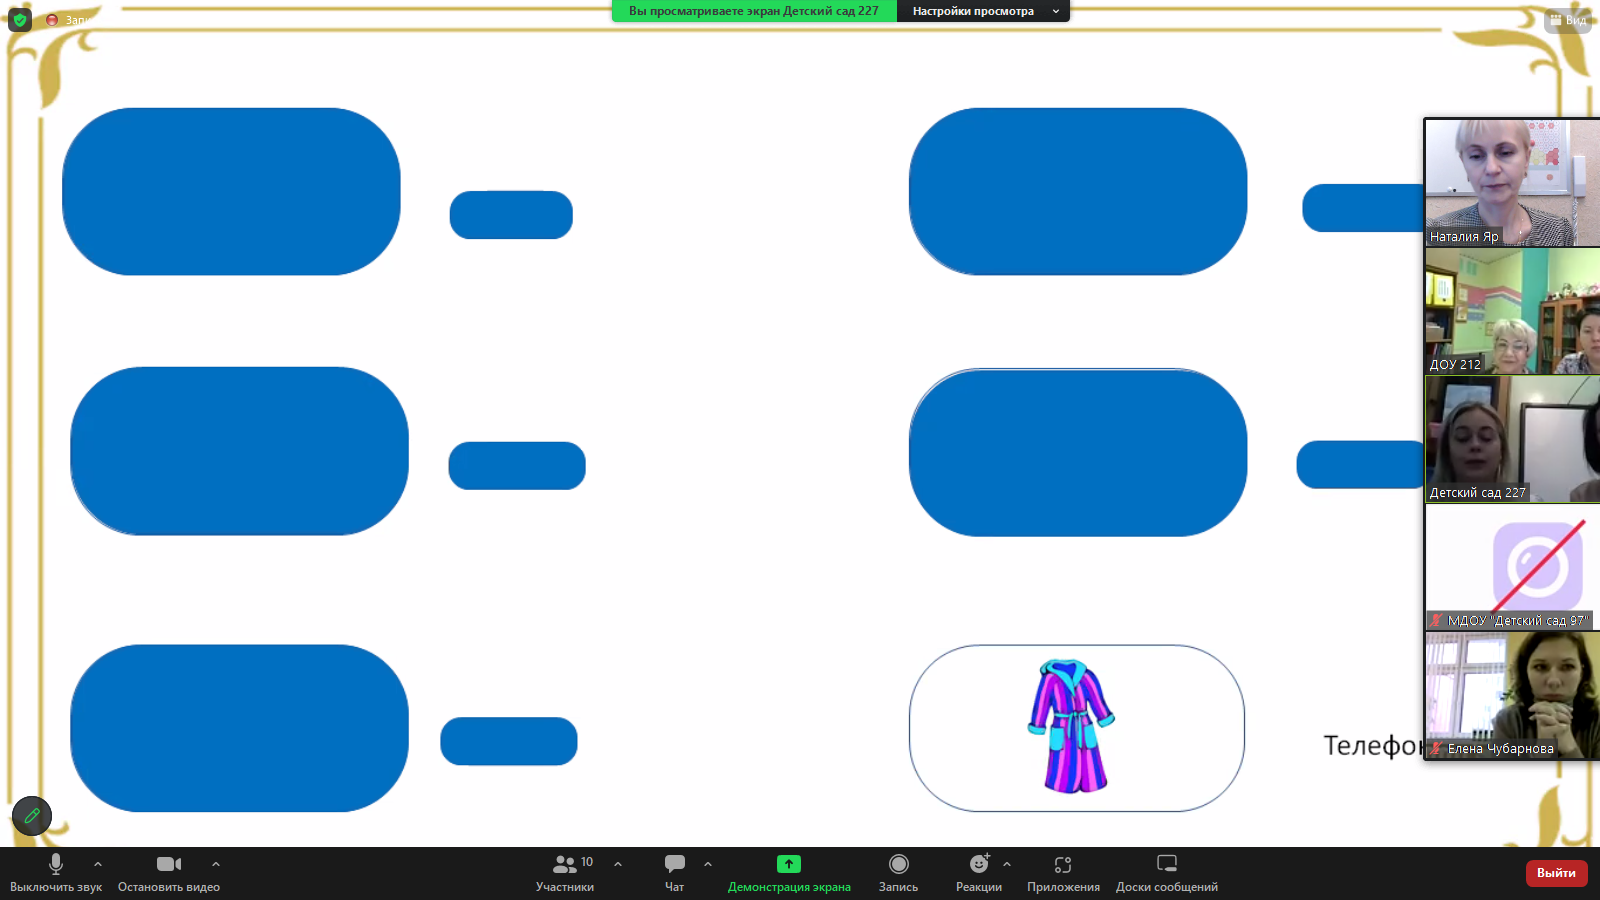 Вы просматриваете экран Детский сад 227
Настройки просмотра
Вид
Наталия Яр
ДОУ 212
Детский сад 227
МДОУ "Детский сад 97"
Елена Чубарнова
Выключить звук
Остановить видео
Участники
10
Чат
Демонстрация экрана
Запись
Реакции
Приложения
Доски сообщений
Выйти